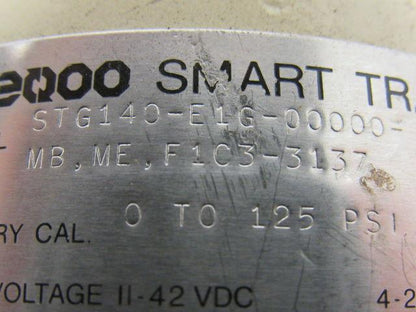 SMART TR
STG140-E1G-00000-
MB,ME,F1C3-3137
RY CAL. 0 TO 125 PSI
VOLTAGE 11-42 VDC 4-2